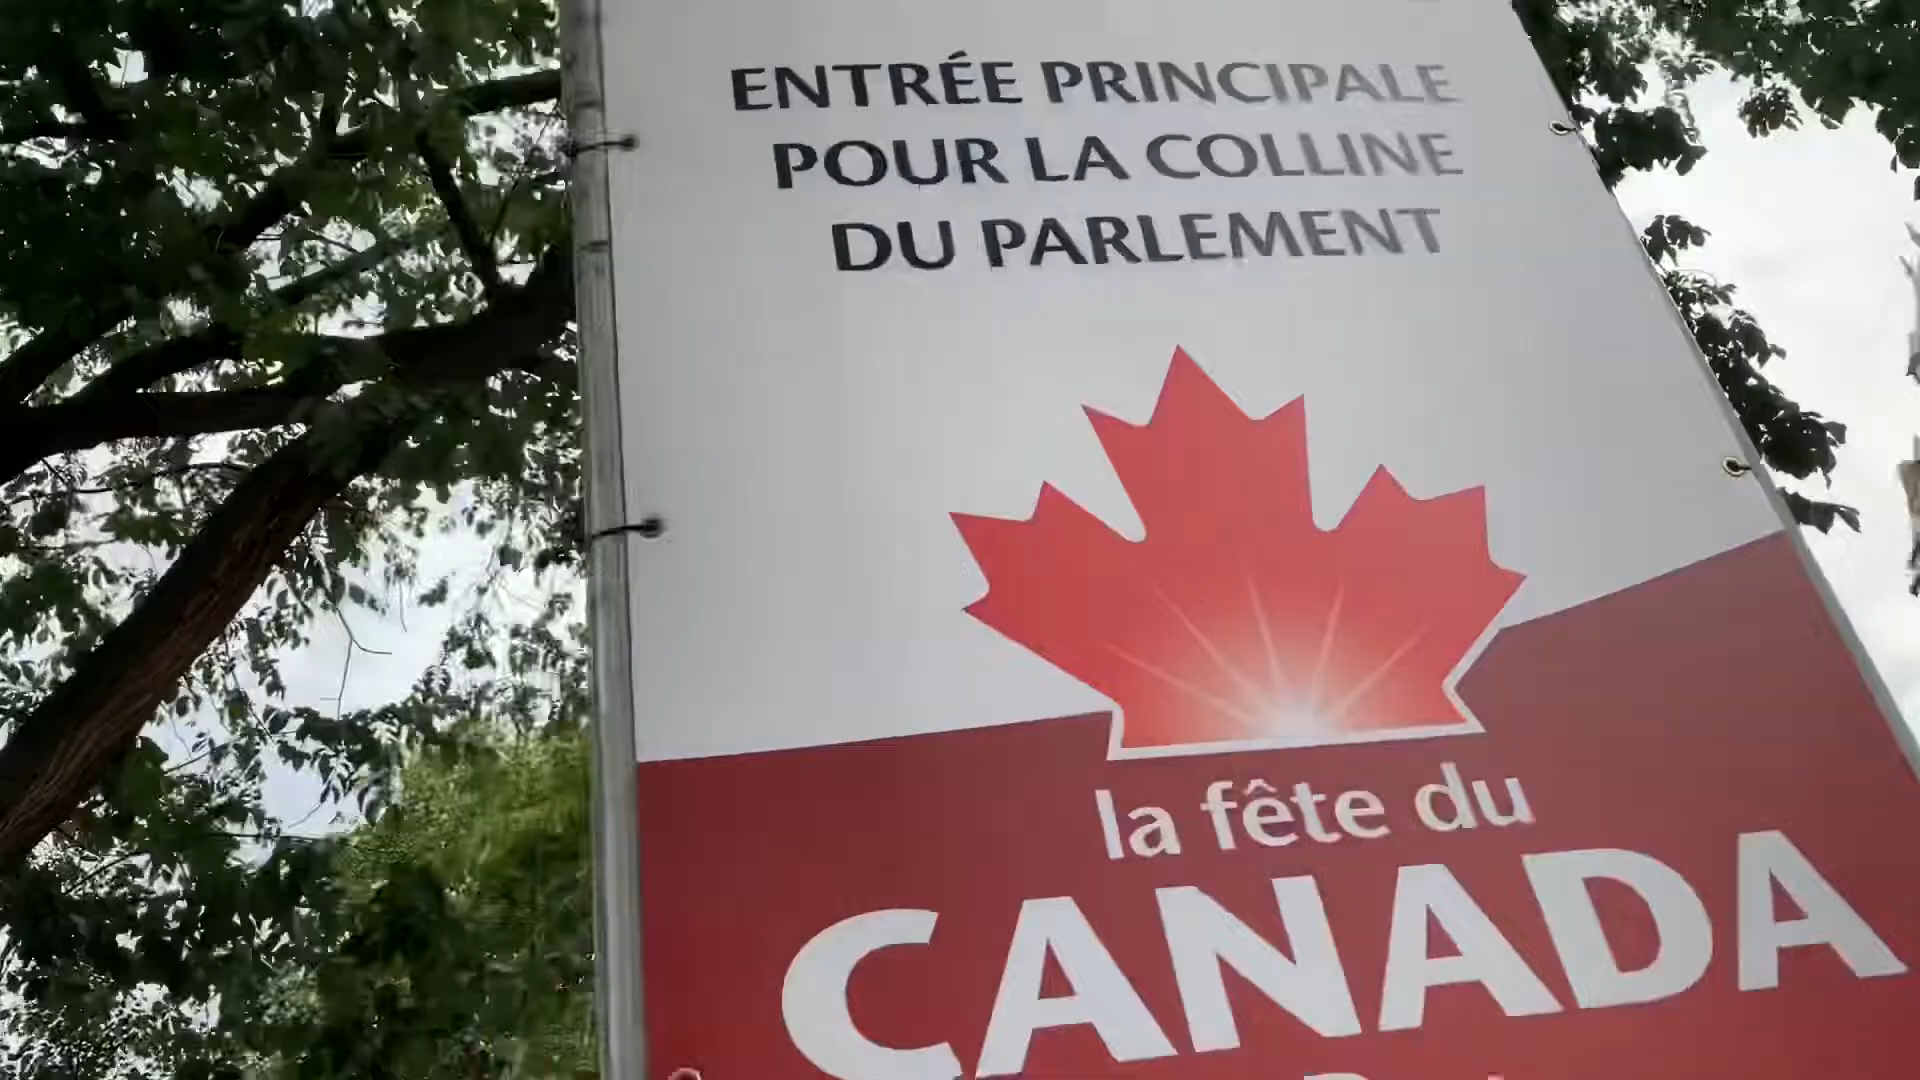 ENTRÉE PRINCIPALE
POUR LA COLLINE
DU PARLEMENT
la fête du
CANADA